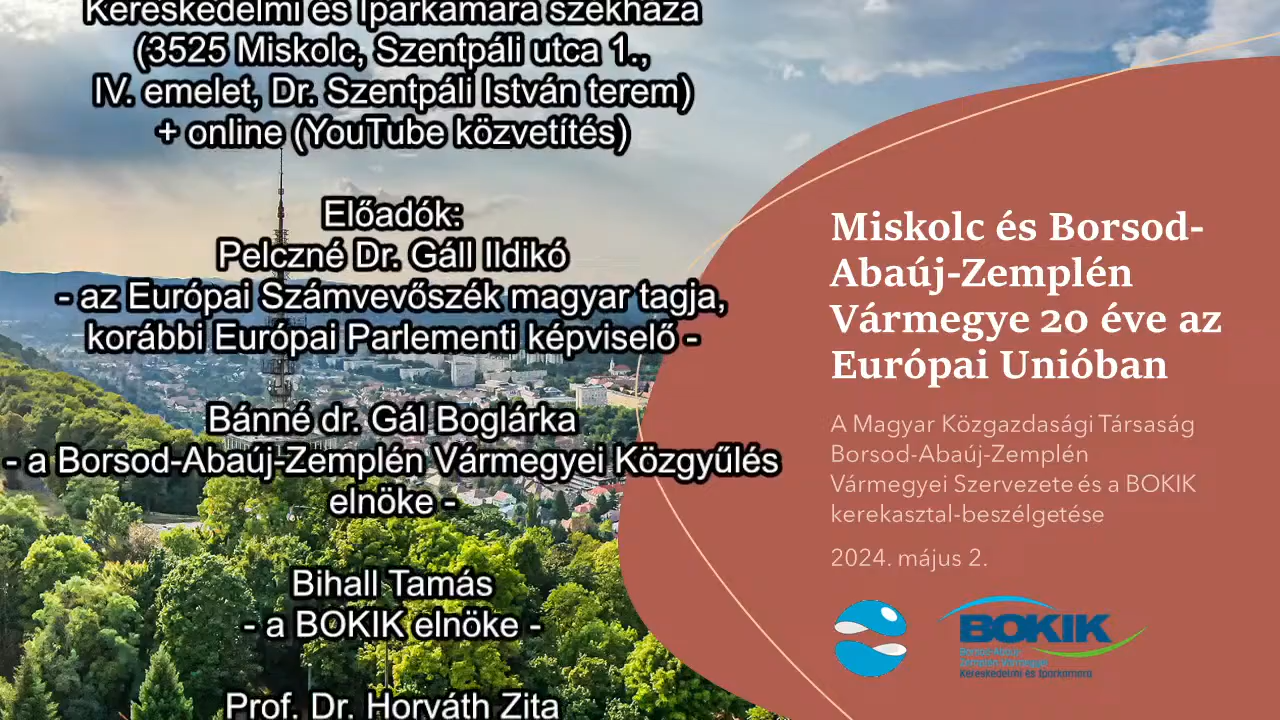 Kereskedelmi és Iparkamara székháza
(3525 Miskolc, Szentpáli utca 1.,
IV. emelet, Dr. Szentpáli István terem)
+ online (YouTube közvetítés)
Előadók:
Pelczné Dr. Gáll Ildikó
- az Európai Számvevőszék magyar tagja,
korábbi Európai Parlementi képviselő -
Bánné dr. Gál Boglárka
- a Borsod-Abaúj-Zemplén Vármegyei Közgyűlés
elnöke -
Bihall Tamás
- a BOKIK elnöke -
Prof. Dr. Horváth Zita
Miskolc és Borsod-
Abaúj-Zemplén
Vármegye 20 éve az
Európai Unióban
A Magyar Közgazdasági Társaság
Borsod-Abaúj-Zemplén
Vármegyei Szervezete és a BOKIK
kerekasztal-beszélgetése
2024. május 2.
BOKIK
Borsod-Abaúj-
Zemplén Vármegyei
Kereskedelmi és Iparkamara